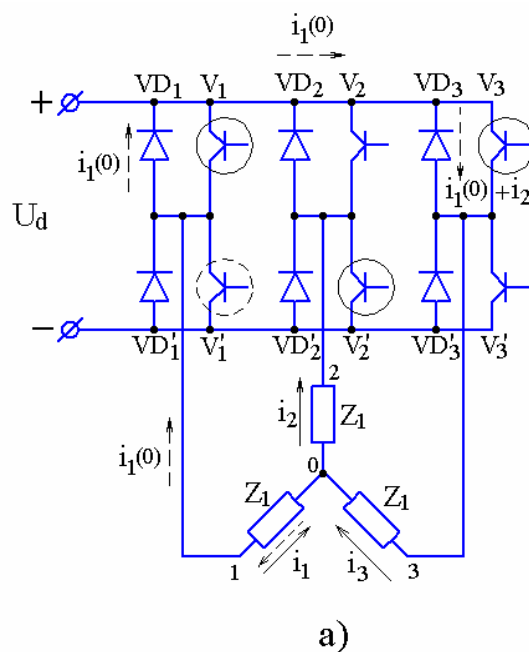 i1(0)
VD1 V1 VD2 V2 VD3 V3
+
i1(0) i1(0) +i2
Ud
−
VD'1 V'1 VD'2 V'2 VD'3 V'3
2
i2 Z1
i1(0)
0
Z1 Z1
1 i1 i3 3
a)